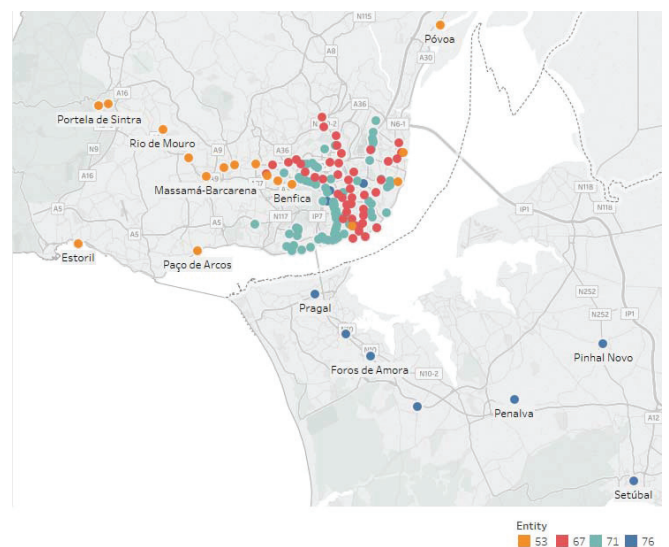 N115
Póvoa
A8
A30
A16
A36
N6-1
Portela de Sintra
Rio de Mouro
N9
A9
A36
N118
A16
Massamá-Barcarena
N118
A5
Benfica
N117
IP7
IP1
A5
A5
Estoril
Paço de Arcos
N252
Pragal
N252
IP1
N10
Pinhal Novo
Foros de Amora
N10-2
Penalva
A12
Setúbal
Entity
53 67 71 76